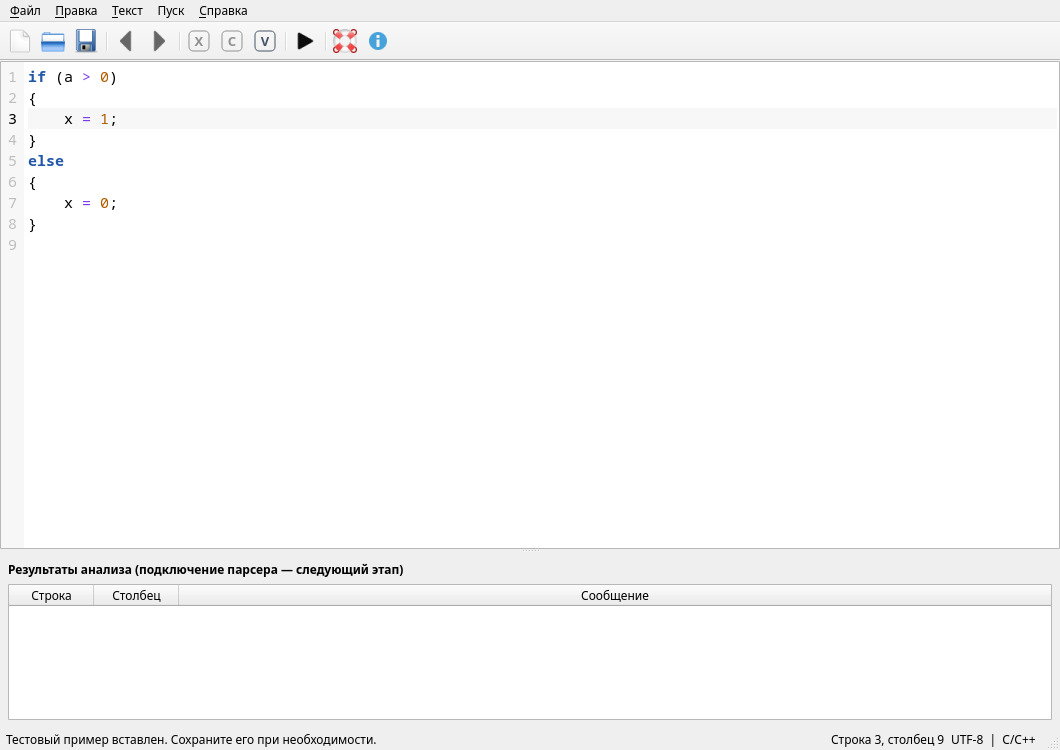 Файл Правка Текст Пуск Справка
X C V i
1 if (a > 0)
2 {
3     x = 1;
4 }
5 else
6 {
7     x = 0;
8 }
9
Результаты анализа (подключение парсера — следующий этап)
Строка Столбец Сообщение
Тестовый пример вставлен. Сохраните его при необходимости. Строка 3, столбец 9 UTF-8 | C/C++